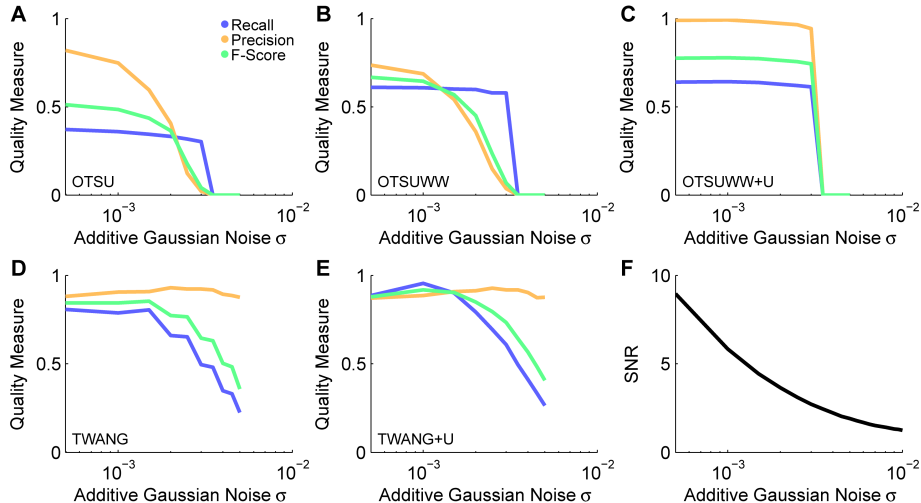 A
Recall
Precision
F-Score
Quality Measure
1
0.5
0
OTSU
10⁻³
10⁻²
Additive Gaussian Noise σ
B
Quality Measure
1
0.5
0
OTSUWW
10⁻³
10⁻²
Additive Gaussian Noise σ
C
Quality Measure
1
0.5
0
OTSUWW+U
10⁻³
10⁻²
Additive Gaussian Noise σ
D
Quality Measure
1
0.5
0
TWANG
10⁻³
10⁻²
Additive Gaussian Noise σ
E
Quality Measure
1
0.5
0
TWANG+U
10⁻³
10⁻²
Additive Gaussian Noise σ
F
SNR
10
5
0
10⁻³
10⁻²
Additive Gaussian Noise σ